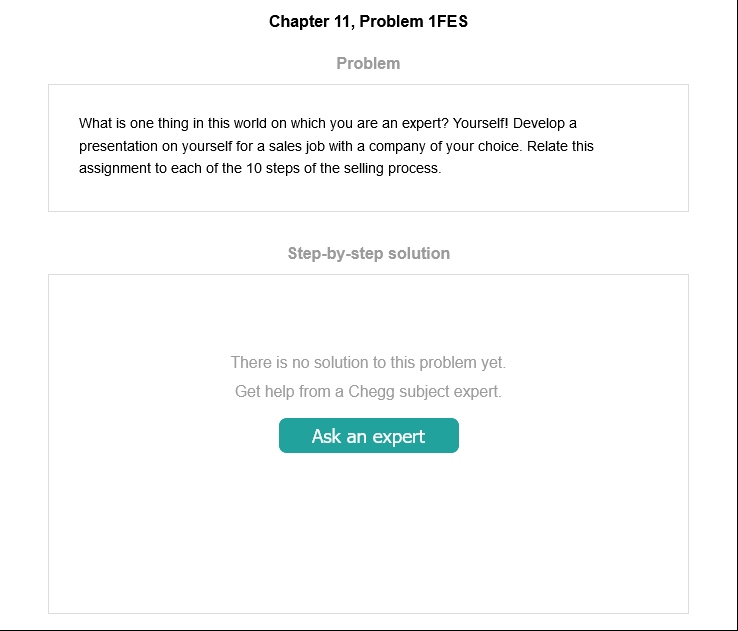 Chapter 11, Problem 1FES
Problem
What is one thing in this world on which you are an expert? Yourself! Develop a
presentation on yourself for a sales job with a company of your choice. Relate this
assignment to each of the 10 steps of the selling process.
Step-by-step solution
There is no solution to this problem yet.
Get help from a Chegg subject expert.
Ask an expert